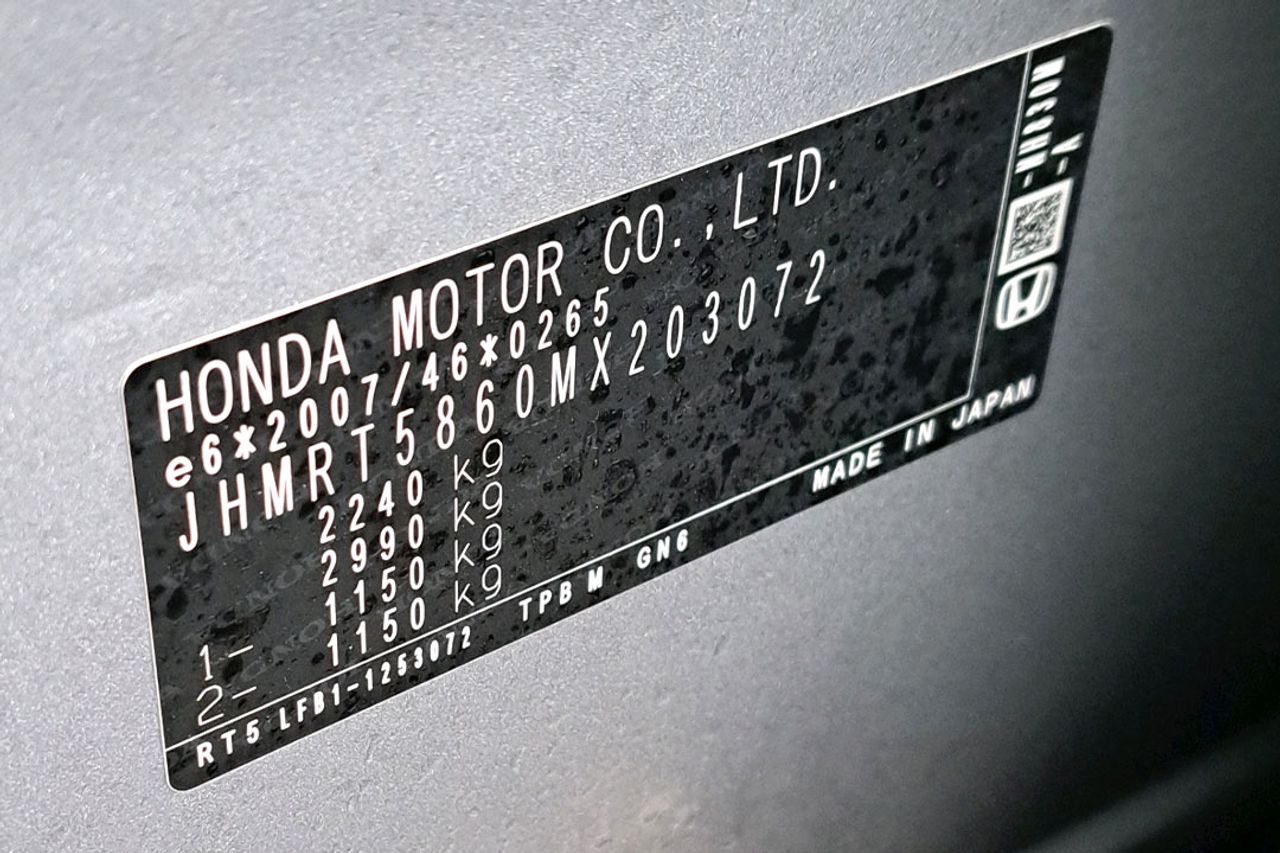 HONDA MOTOR CO.,LTD.
e6*2007/46*0265
JHMRT5860MX203072
2240 kg
2990 kg
1- 1150 kg
2- 1150 kg
RT5 LFB1-1253072 TPB M GN6
MADE IN JAPAN